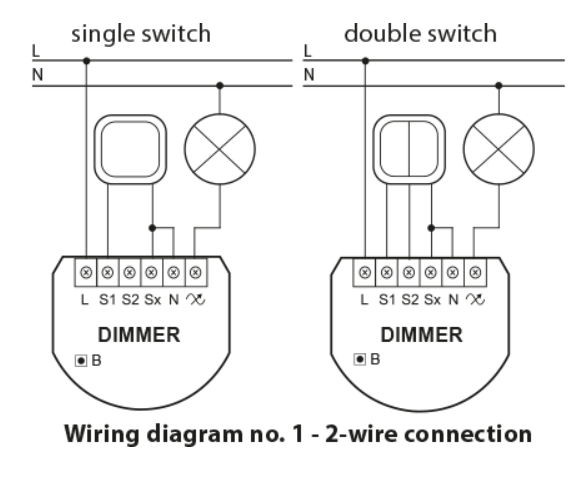 single switch
double switch
L
L
N
N
L S1 S2 Sx N
L S1 S2 Sx N
DIMMER
DIMMER
B
B
Wiring diagram no. 1 - 2-wire connection